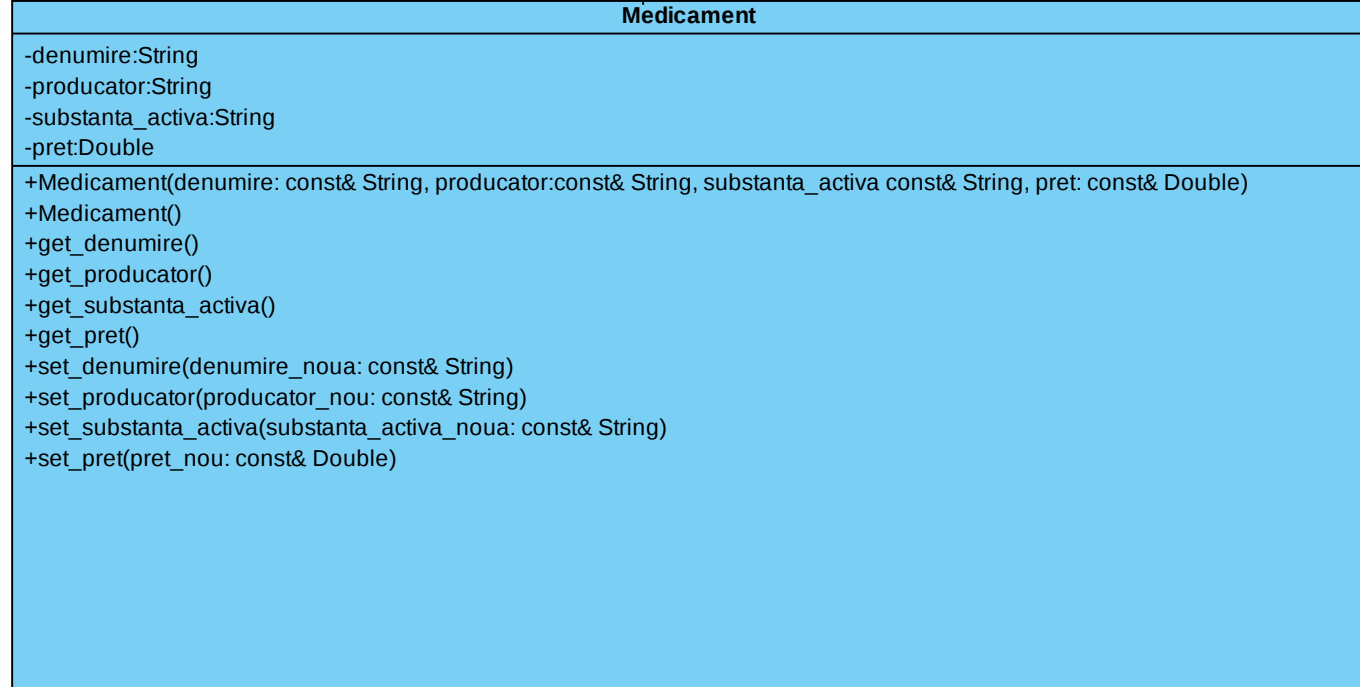 Medicament
-denumire:String
-producator:String
-substanta_activa:String
-pret:Double
+Medicament(denumire: const& String, producator:const& String, substanta_activa const& String, pret: const& Double)
+Medicament()
+get_denumire()
+get_producator()
+get_substanta_activa()
+get_pret()
+set_denumire(denumire_noua: const& String)
+set_producator(producator_nou: const& String)
+set_substanta_activa(substanta_activa_noua: const& String)
+set_pret(pret_nou: const& Double)